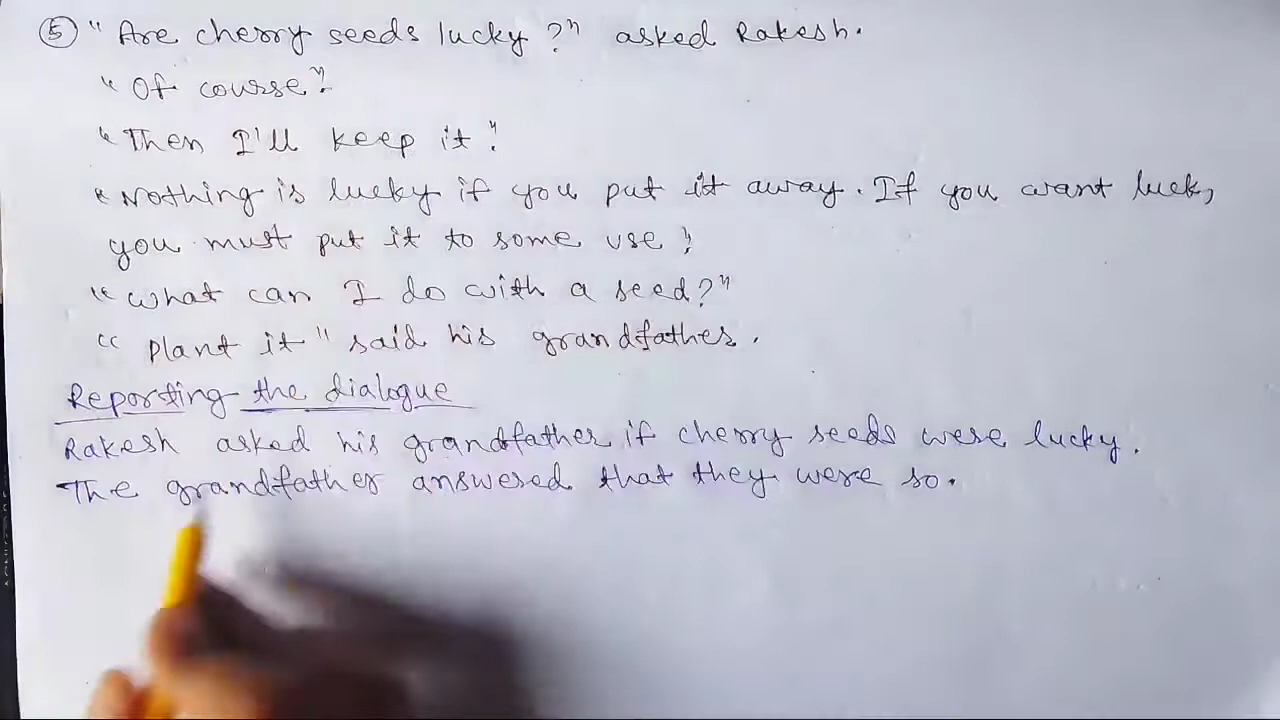 ⑤ "Are cherry seeds lucky?" asked Rakesh.
"Of course".
"Then I'll keep it".
"Nothing is lucky if you put it away. If you want luck,
you must put it to some use".
"What can I do with a seed?"
"Plant it" said his grandfather.
Reporting the dialogue
Rakesh asked his grandfather if cherry seeds were lucky.
The grandfather answered that they were so.